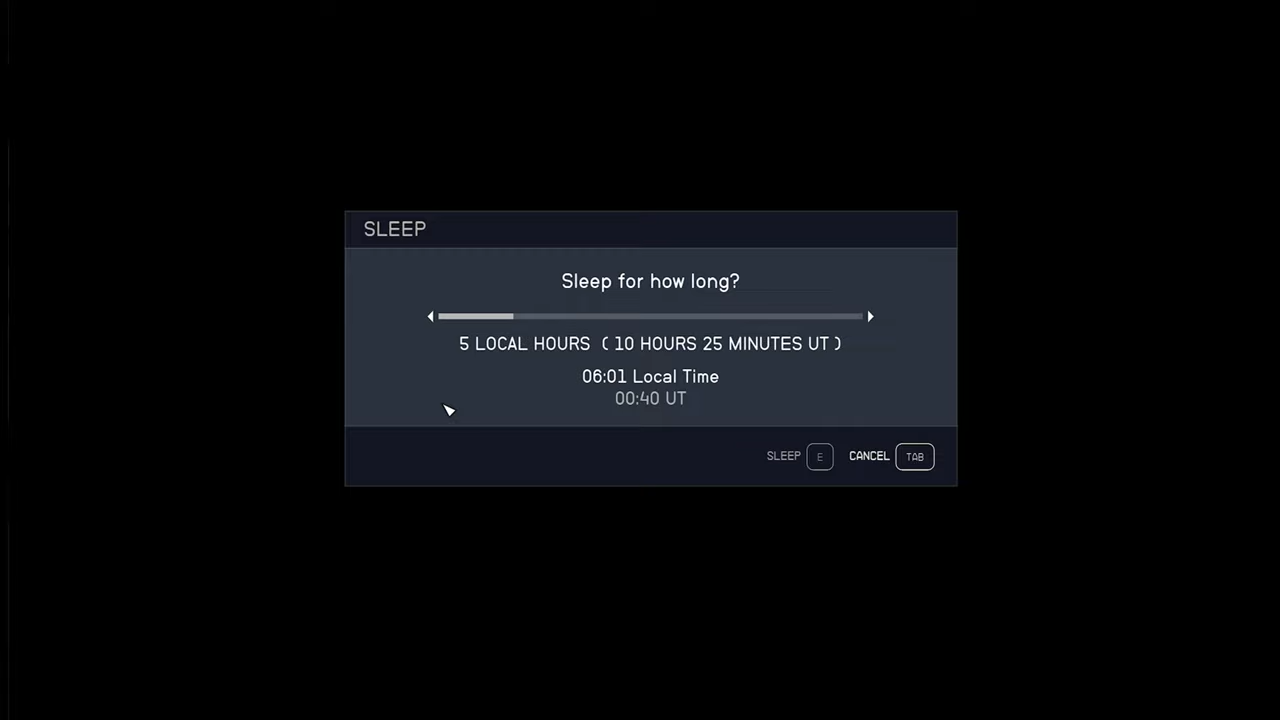 SLEEP
Sleep for how long?
5 LOCAL HOURS ( 10 HOURS 25 MINUTES UT )
06:01 Local Time
00:40 UT
SLEEP E CANCEL TAB